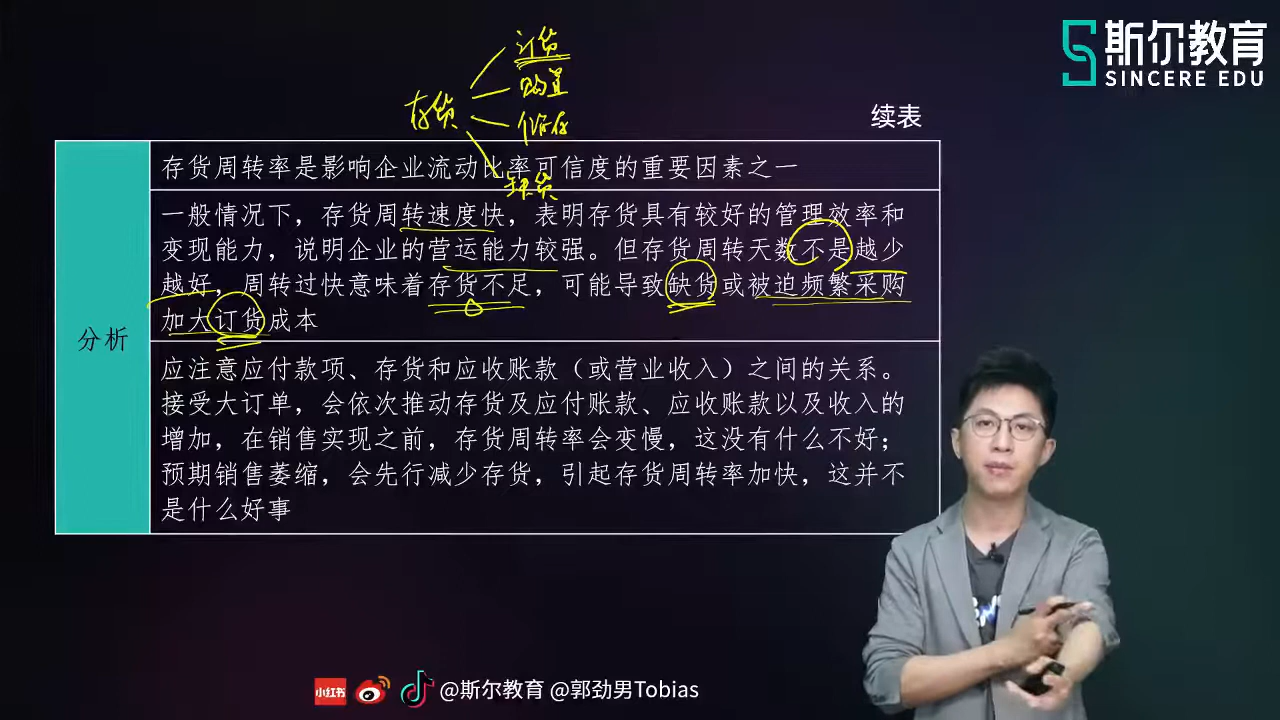 斯尔教育
SINCERE EDU
订货
购置
存货
储存
缺货
续表
分析
存货周转率是影响企业流动比率可信度的重要因素之一
一般情况下，存货周转速度快，表明存货具有较好的管理效率和
变现能力，说明企业的营运能力较强。但存货周转天数不是越少
越好，周转过快意味着存货不足，可能导致缺货或被迫频繁采购
加大订货成本
应注意应付款项、存货和应收账款（或营业收入）之间的关系。
接受大订单，会依次推动存货及应付账款、应收账款以及收入的
增加，在销售实现之前，存货周转率会变慢，这没有什么不好；
预期销售萎缩，会先行减少存货，引起存货周转率加快，这并不
是什么好事
小红书
@斯尔教育 @郭劲男Tobias